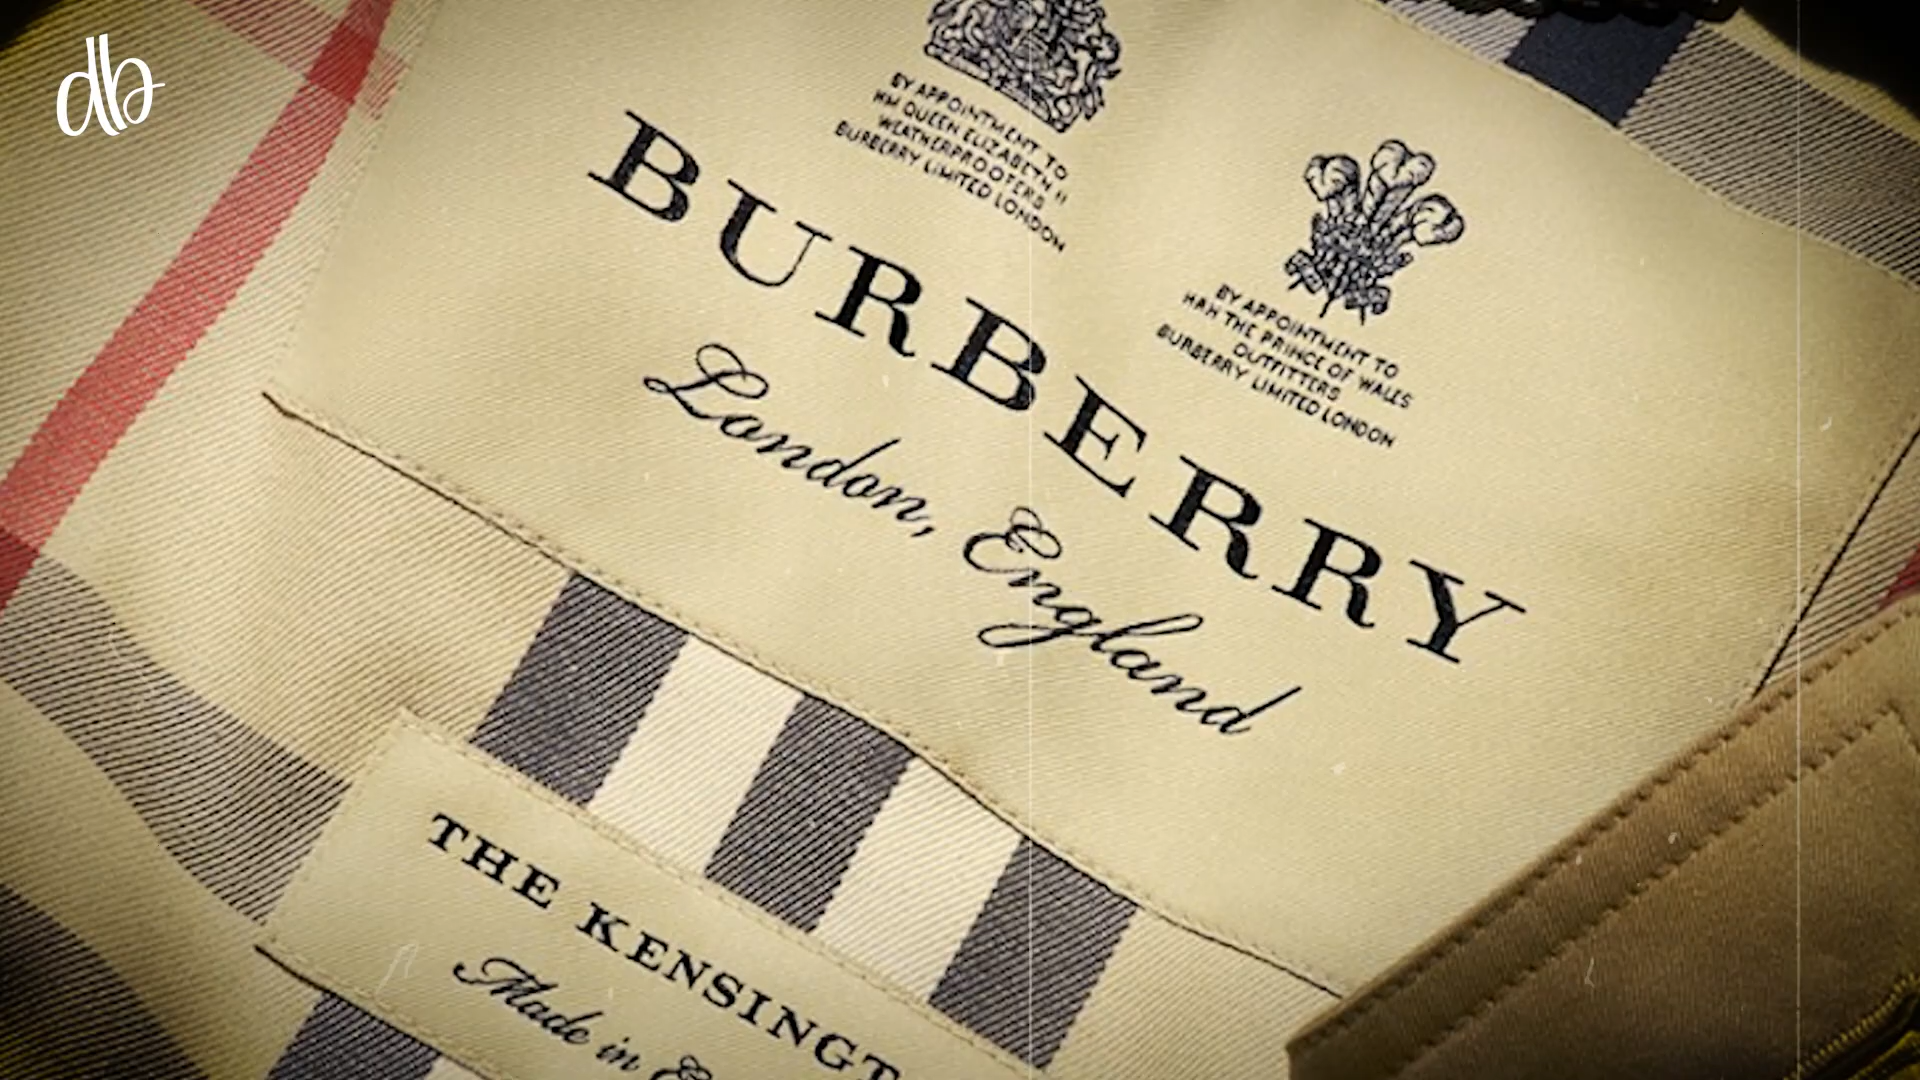 db
BY APPOINTMENT TO
HM QUEEN ELIZABETH II
WEATHERPROOFERS
BURBERRY LIMITED LONDON
BY APPOINTMENT TO
HRH THE PRINCE OF WALES
OUTFITTERS
BURBERRY LIMITED LONDON
BURBERRY
London, England
THE KENSINGT
Made in E